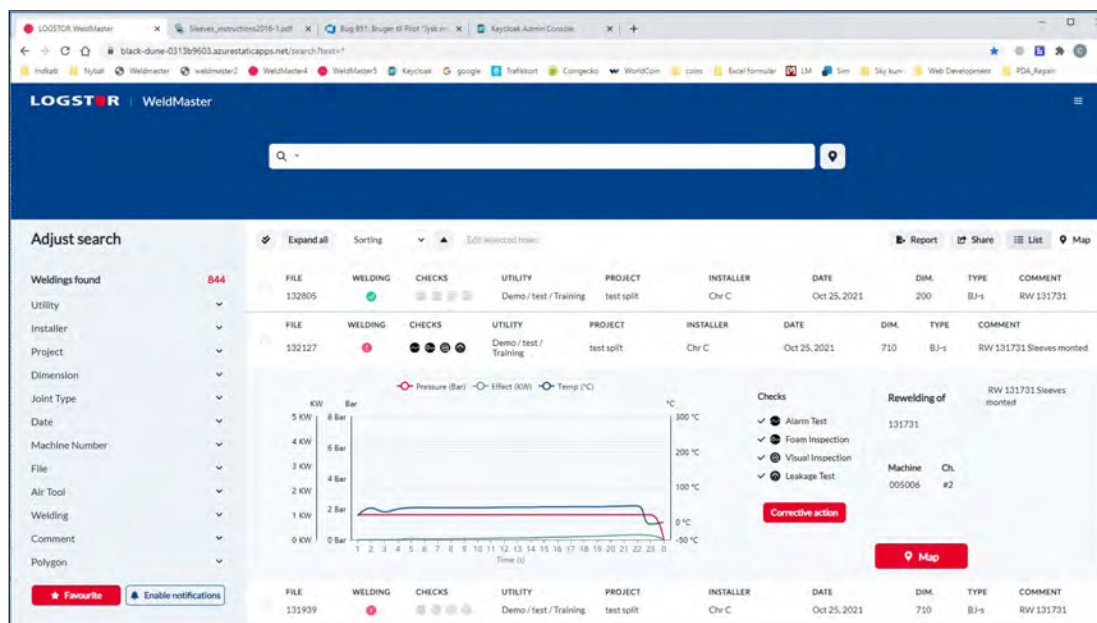 LOGSTOR WeldMaster
Sleeves_instructions2016-1.pdf
Bug 951: Bruger til Pilot "Jysk m
Keycloak Admin Console
black-dune-0313b9603.azurestaticapps.net/search?text=*
Indkøb
Nybøl
Weldmaster
weldmester2
WeldMaster4
WeldMaster5
Keycloak
google
Trafikkort
Coingecko
WorldCoin
coins
Excel formular
LM
Sim
Sky kurv
Web Development
PDA_Repair
LOGSTOR WeldMaster
Adjust search
Expand all Sorting Edit selected rows Report Share List Map
Weldings found 844
Utility
Installer
Project
Dimension
Joint Type
Date
Machine Number
File
Air Tool
Welding
Comment
Polygon
Favourite Enable notifications
FILE WELDING CHECKS UTILITY PROJECT INSTALLER DATE DIM. TYPE COMMENT
132805 Demo / test / Training test split Chr C Oct 25, 2021 200 BJ-s RW 131731
FILE WELDING CHECKS UTILITY PROJECT INSTALLER DATE DIM. TYPE COMMENT
132127 Demo / test / Training test split Chr C Oct 25, 2021 710 BJ-s RW 131731 Sleeves monted
Pressure (Bar) Effect (KW) Temp (°C)
KW Bar °C
5 KW 8 Bar 300 °C
4 KW 6 Bar 200 °C
3 KW 4 Bar
2 KW 100 °C
1 KW 2 Bar 0 °C
0 KW 0 Bar -50 °C
1 2 3 4 5 6 7 8 9 10 11 12 13 14 15 16 17 18 19 20 21 22 23 0
Time (s)
Checks
Alarm Test
Foam Inspection
Visual Inspection
Leakage Test
Corrective action
Rewelding of
131731
Machine Ch.
005006 #2
RW 131731 Sleeves
monted
Map
FILE WELDING CHECKS UTILITY PROJECT INSTALLER DATE DIM. TYPE COMMENT
131939 Demo / test / Training test split Chr C Oct 25, 2021 710 BJ-s RW 131731